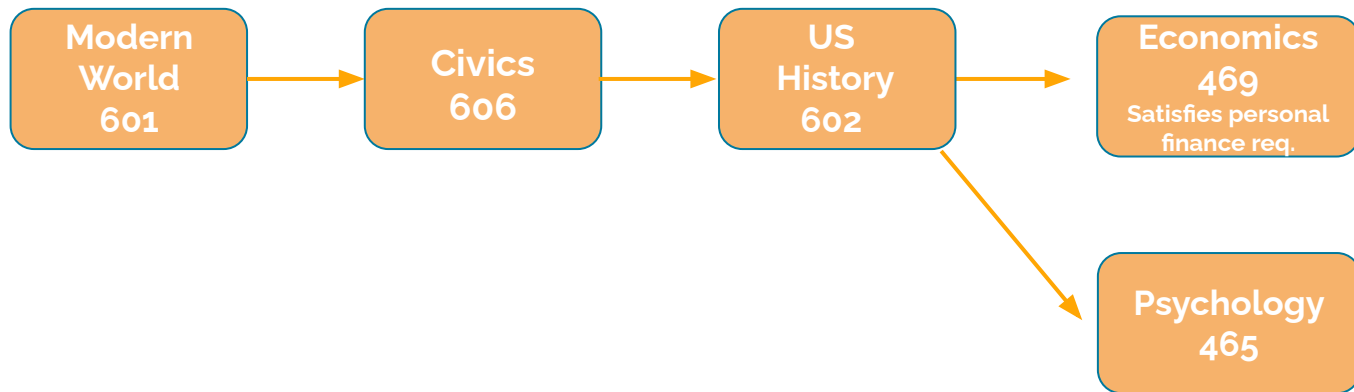 Modern
World
601
Civics
606
US
History
602
Economics
469
Satisfies personal
finance req.
Psychology
465